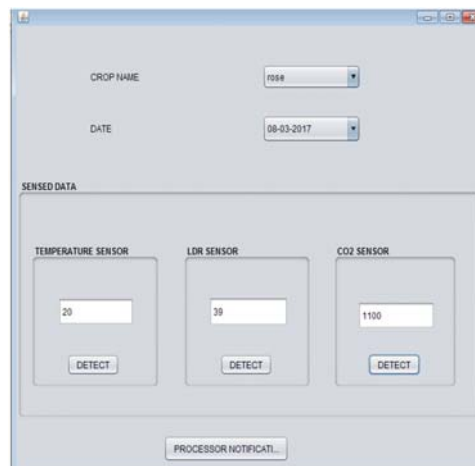 CROP NAME
rose
DATE
08-03-2017
SENSED DATA
TEMPERATURE SENSOR
LDR SENSOR
CO2 SENSOR
20
39
1100
DETECT
DETECT
DETECT
PROCESSOR NOTIFICATI...